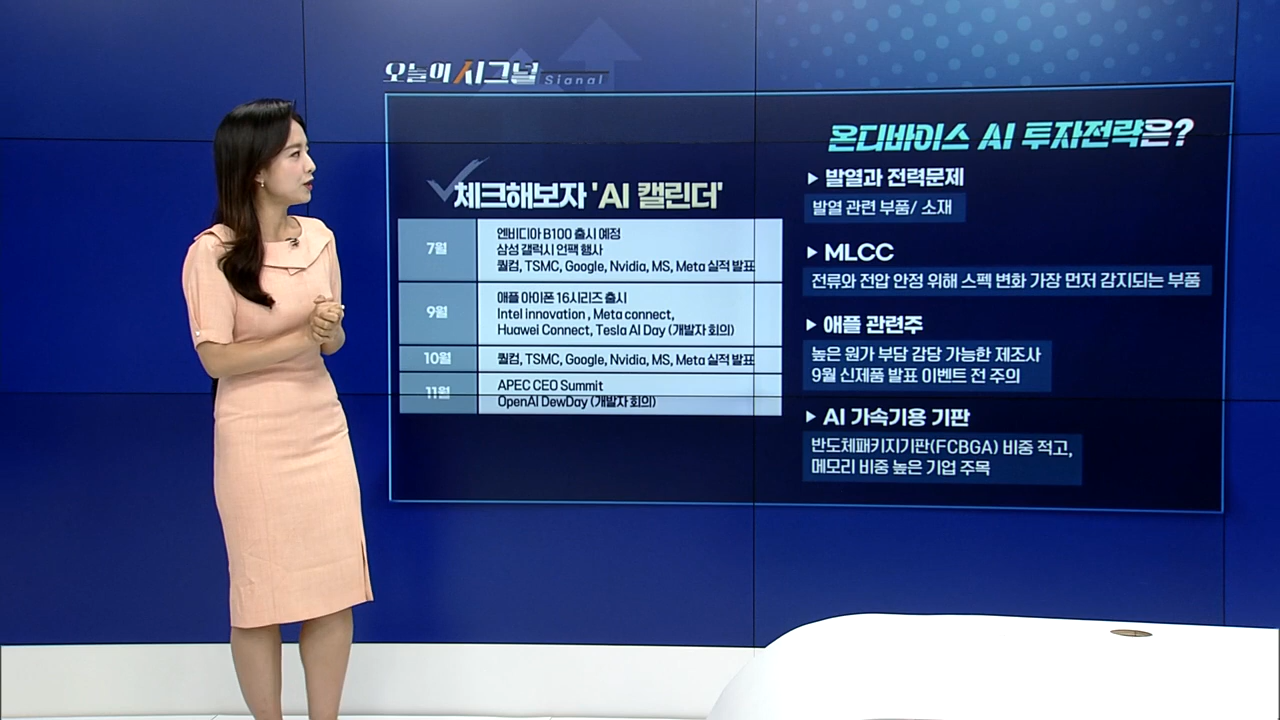 오늘의 시그널 Signal
체크해보자 'AI 캘린더'
7월
엔비디아 B100 출시 예정
삼성 갤럭시 언팩 행사
퀄컴, TSMC, Google, Nvidia, MS, Meta 실적 발표
9월
애플 아이폰 16시리즈 출시
Intel innovation , Meta connect,
Huawei Connect, Tesla AI Day (개발자 회의)
10월
퀄컴, TSMC, Google, Nvidia, MS, Meta 실적 발표
11월
APEC CEO Summit
OpenAI DewDay (개발자 회의)
온디바이스 AI 투자전략은?
▶ 발열과 전력문제
발열 관련 부품/ 소재
▶ MLCC
전류와 전압 안정 위해 스펙 변화 가장 먼저 감지되는 부품
▶ 애플 관련주
높은 원가 부담 감당 가능한 제조사
9월 신제품 발표 이벤트 전 주의
▶ AI 가속기용 기판
반도체패키지기판(FCBGA) 비중 적고,
메모리 비중 높은 기업 주목